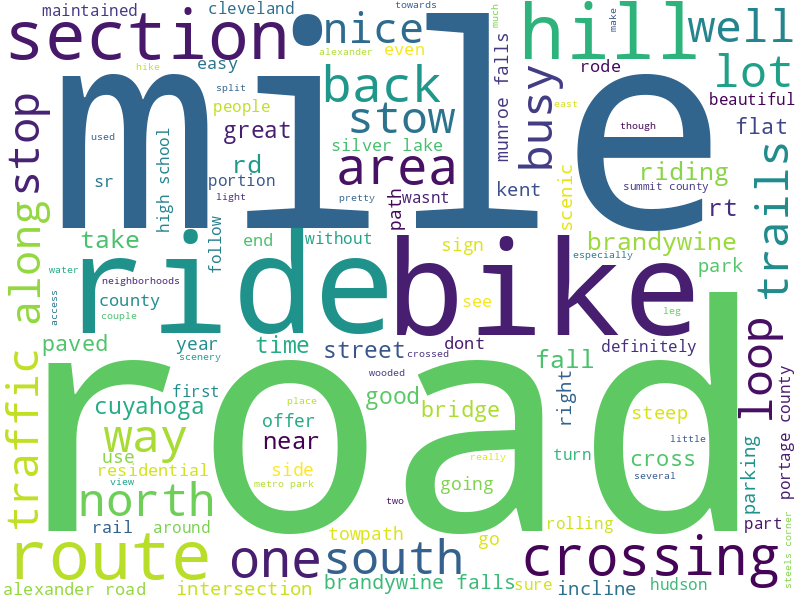 maintained
cleveland
towards
much
make
section
nice
hill
well
alexander
even
hike
easy
split
back
rode
lot
beautiful
people
used
great
stow
munroe falls
busy
east
though
flat
stop
high school
silver lake
area
rd
sr
portion
light
pretty
wasnt
path
kent
scenic
riding
summit county
rt
trails
mile
along
take
follow
end
without
sign
brandywine
water
neighborhoods
ride
bike
especially
park
access
county
couple
see
leg
paved
year
scenery
time
street
crossed
dont
definitely
loop
traffic
first
wooded
fall
cuyahoga
place
good
right
steep
portage county
offer
bridge
way
near
little
use
residential
side
cross
parking
view
metro park
really
going
turn
several
north
road
two
rail
around
towpath
go
rolling
part
steels corner
route
one
south
crossing
alexander road
intersection
brandywine falls
sure
incline
hudson